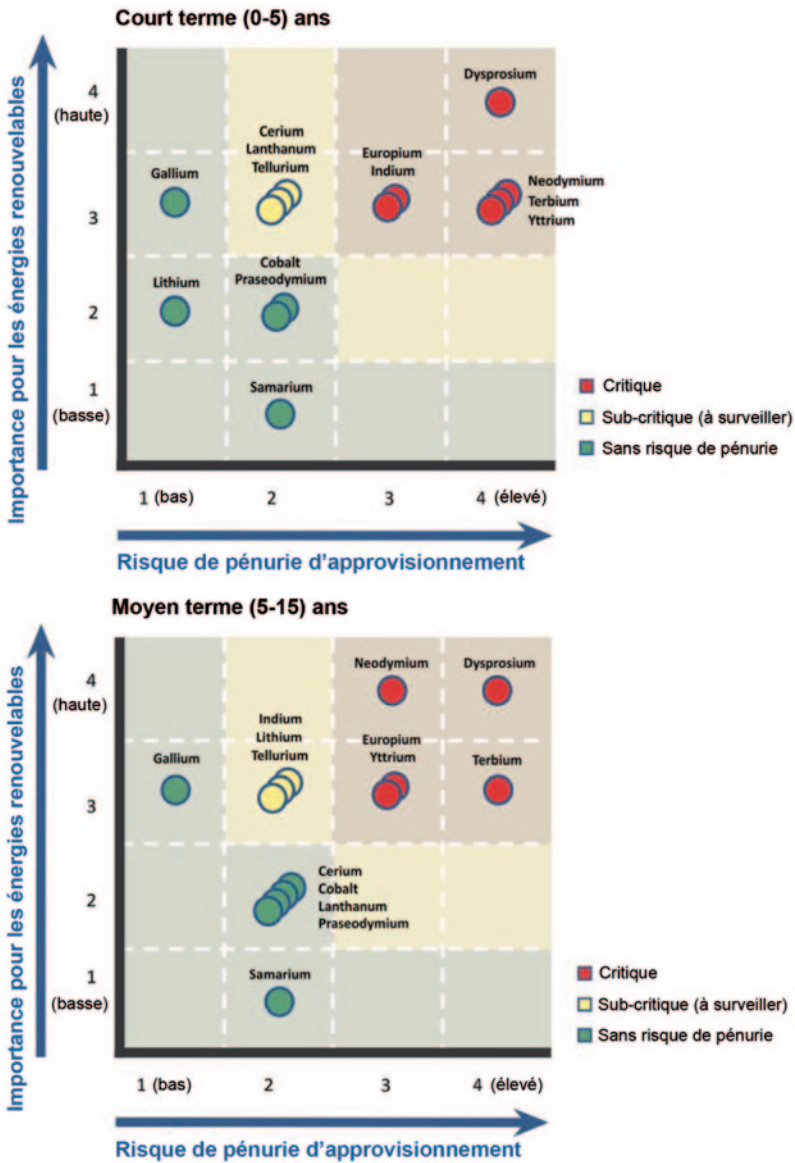 Court terme (0-5) ans
Importance pour les énergies renouvelables
4
(haute)
3
2
1
(basse)
Dysprosium
Cerium
Lanthanum
Tellurium
Gallium
Europium
Indium
Neodymium
Terbium
Yttrium
Lithium
Cobalt
Praseodymium
Samarium
Critique
Sub-critique (à surveiller)
Sans risque de pénurie
1 (bas)
2
3
4 (élevé)
Risque de pénurie d'approvisionnement
Moyen terme (5-15) ans
Importance pour les énergies renouvelables
4
(haute)
3
2
1
(basse)
Neodymium
Dysprosium
Indium
Lithium
Tellurium
Gallium
Europium
Yttrium
Terbium
Cerium
Cobalt
Lanthanum
Praseodymium
Samarium
Critique
Sub-critique (à surveiller)
Sans risque de pénurie
1 (bas)
2
3
4 (élevé)
Risque de pénurie d'approvisionnement